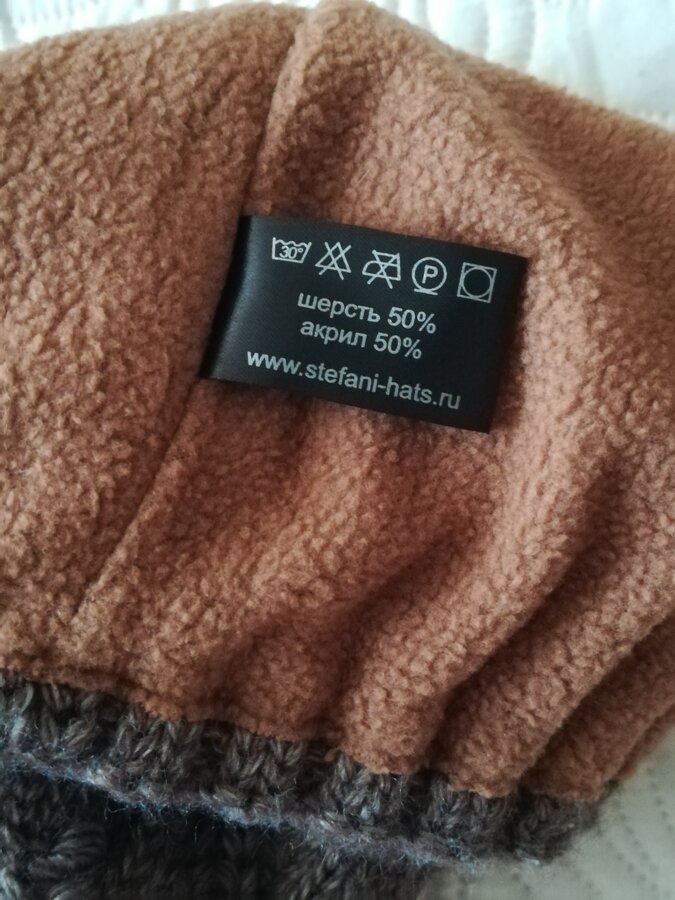 30°
P
шерсть 50%
акрил 50%
www.stefani-hats.ru